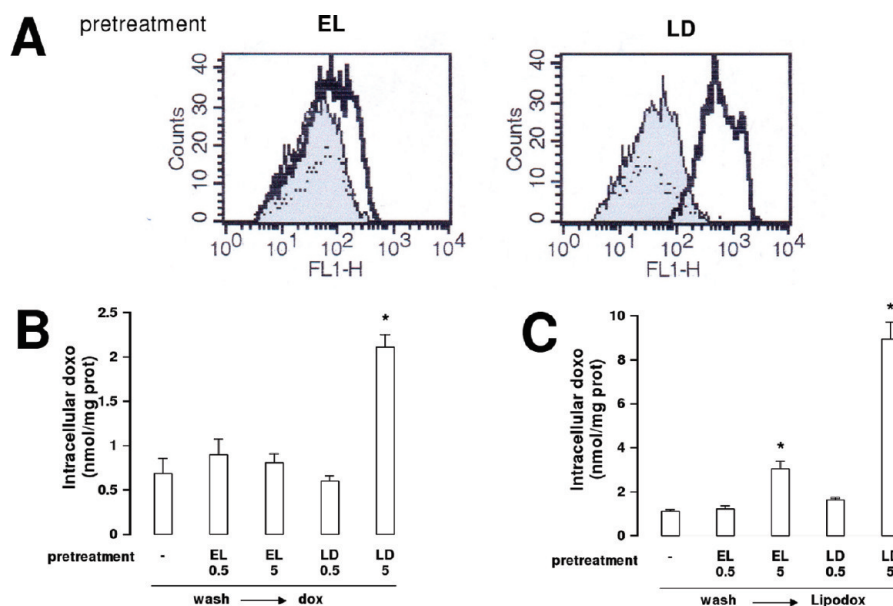 A
pretreatment EL LD
40 40
30 30
20 20
10 10
0 0
Counts Counts
10^0 10^1 10^2 10^3 10^4 10^0 10^1 10^2 10^3 10^4
FL1-H FL1-H
B
Intracellular doxo
(nmol/mg prot)
2.5
2
1.5
1
0.5
0
*
pretreatment - EL EL LD LD
0.5 5 0.5 5
wash → dox
C
Intracellular doxo
(nmol/mg prot)
10
8
6
4
2
0
*
*
pretreatment - EL EL LD LD
0.5 5 0.5 5
wash → Lipodox